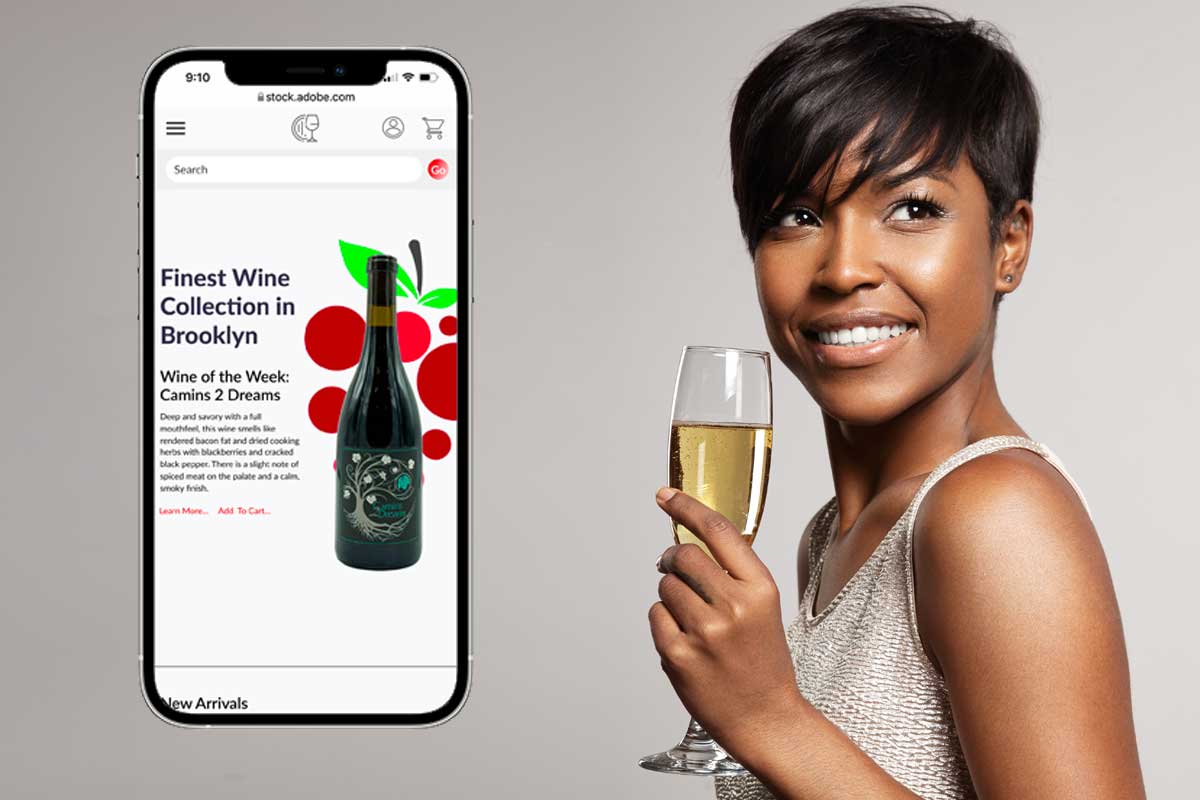 9:10
stock.adobe.com
Search
Go
Finest Wine
Collection in
Brooklyn
Wine of the Week:
Camins 2 Dreams
Deep and savory with a full
mouthfeel, this wine smells like
rendered bacon fat and dried cooking
herbs with blackberries and cracked
black pepper. There is a slight note of
spiced meat on the palate and a calm,
smoky finish.
Learn More... Add To Cart...
Camins 2
Dreams
New Arrivals